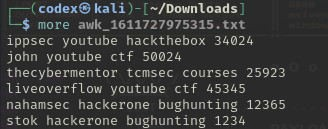 ┌──(codex㉿kali)-[~/Downloads]
└─$ more awk_1611727975315.txt
ippsec youtube hackthebox 34024
john youtube ctf 50024
thecybermentor tcmsec courses 25923
liveoverflow youtube ctf 45345
nahamsec hackerone bughunting 12365
stok hackerone bughunting 1234